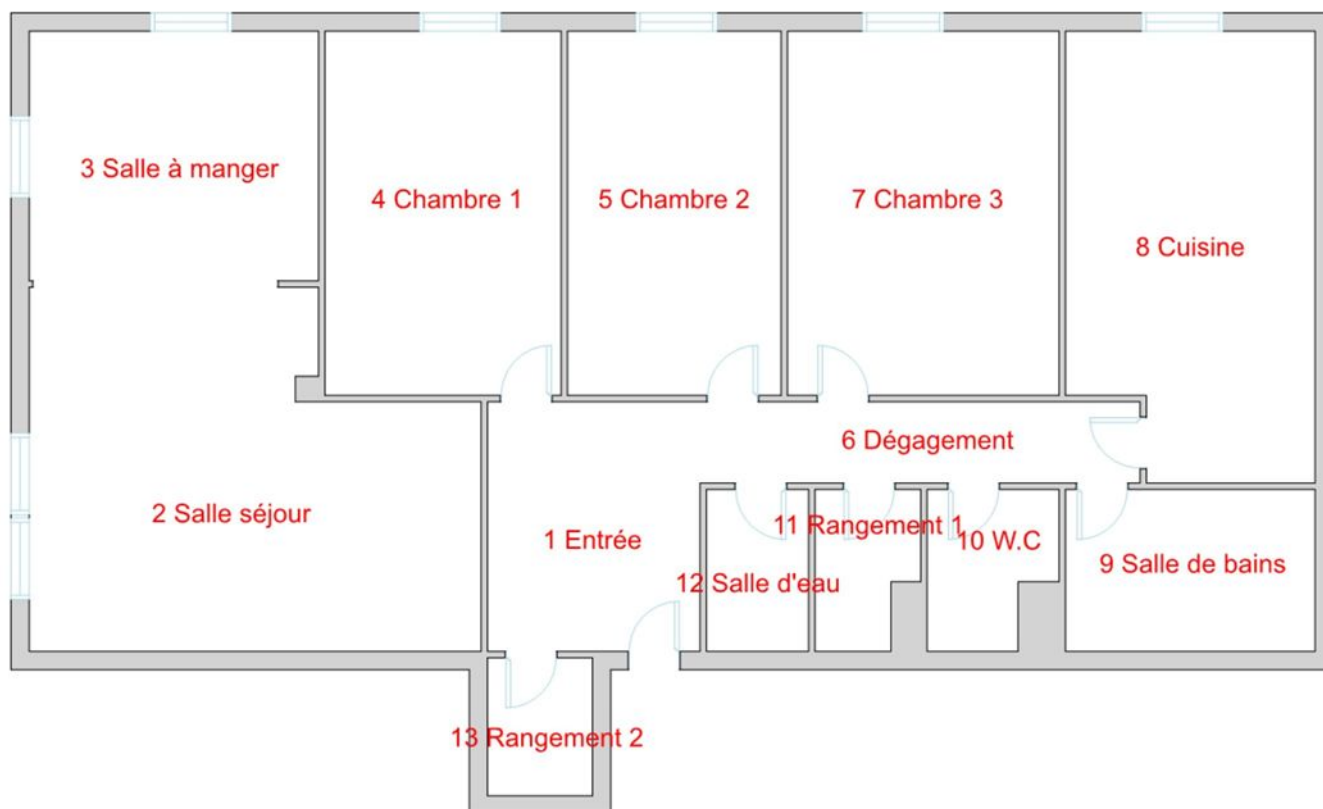 3 Salle à manger
4 Chambre 1
5 Chambre 2
7 Chambre 3
8 Cuisine
6 Dégagement
2 Salle séjour
1 Entrée
11 Rangement 1
10 W.C
9 Salle de bains
12 Salle d'eau
13 Rangement 2